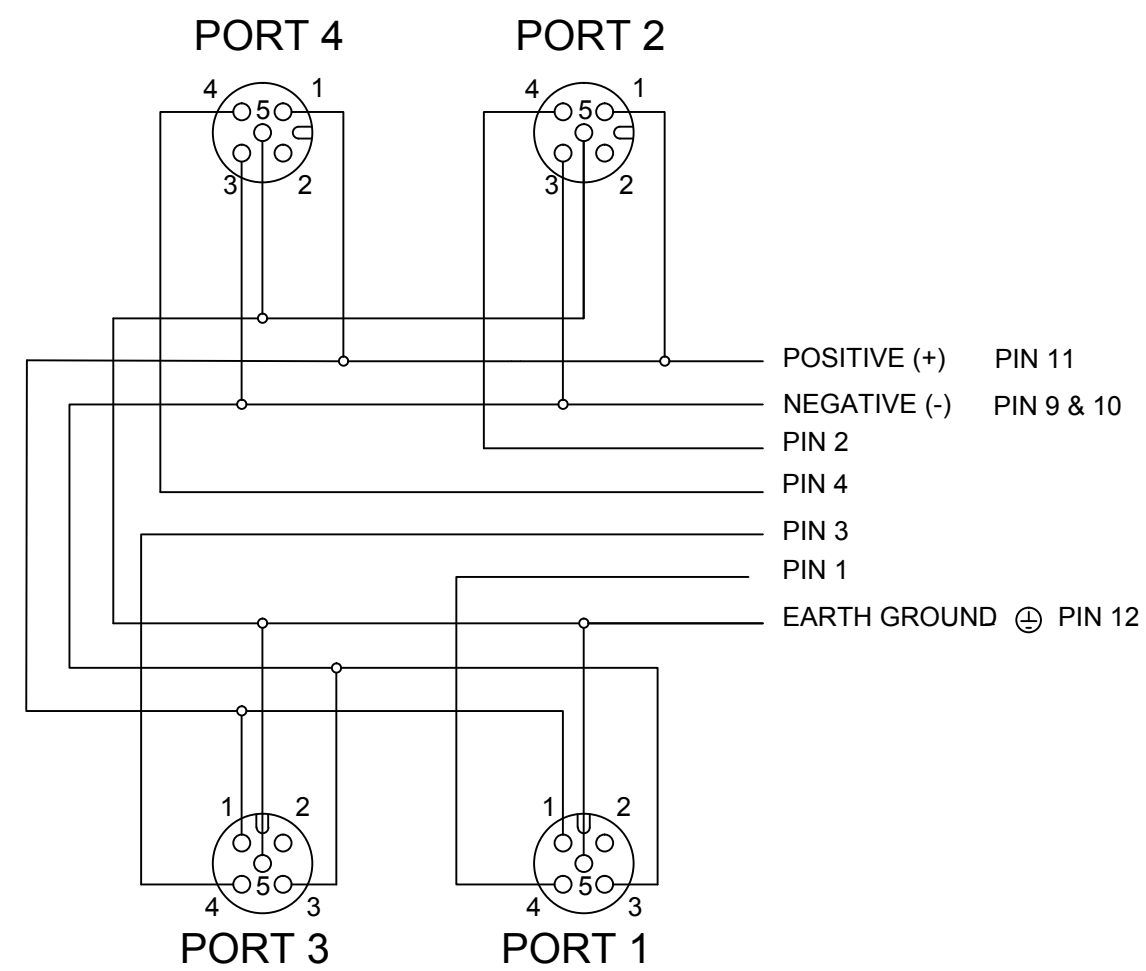 PORT 4 PORT 2
4 1 4 1
5 5
3 2 3 2
POSITIVE (+) PIN 11
NEGATIVE (-) PIN 9 & 10
PIN 2
PIN 4
PIN 3
PIN 1
EARTH GROUND PIN 12
1 2 1 2
5 5
4 3 4 3
PORT 3 PORT 1